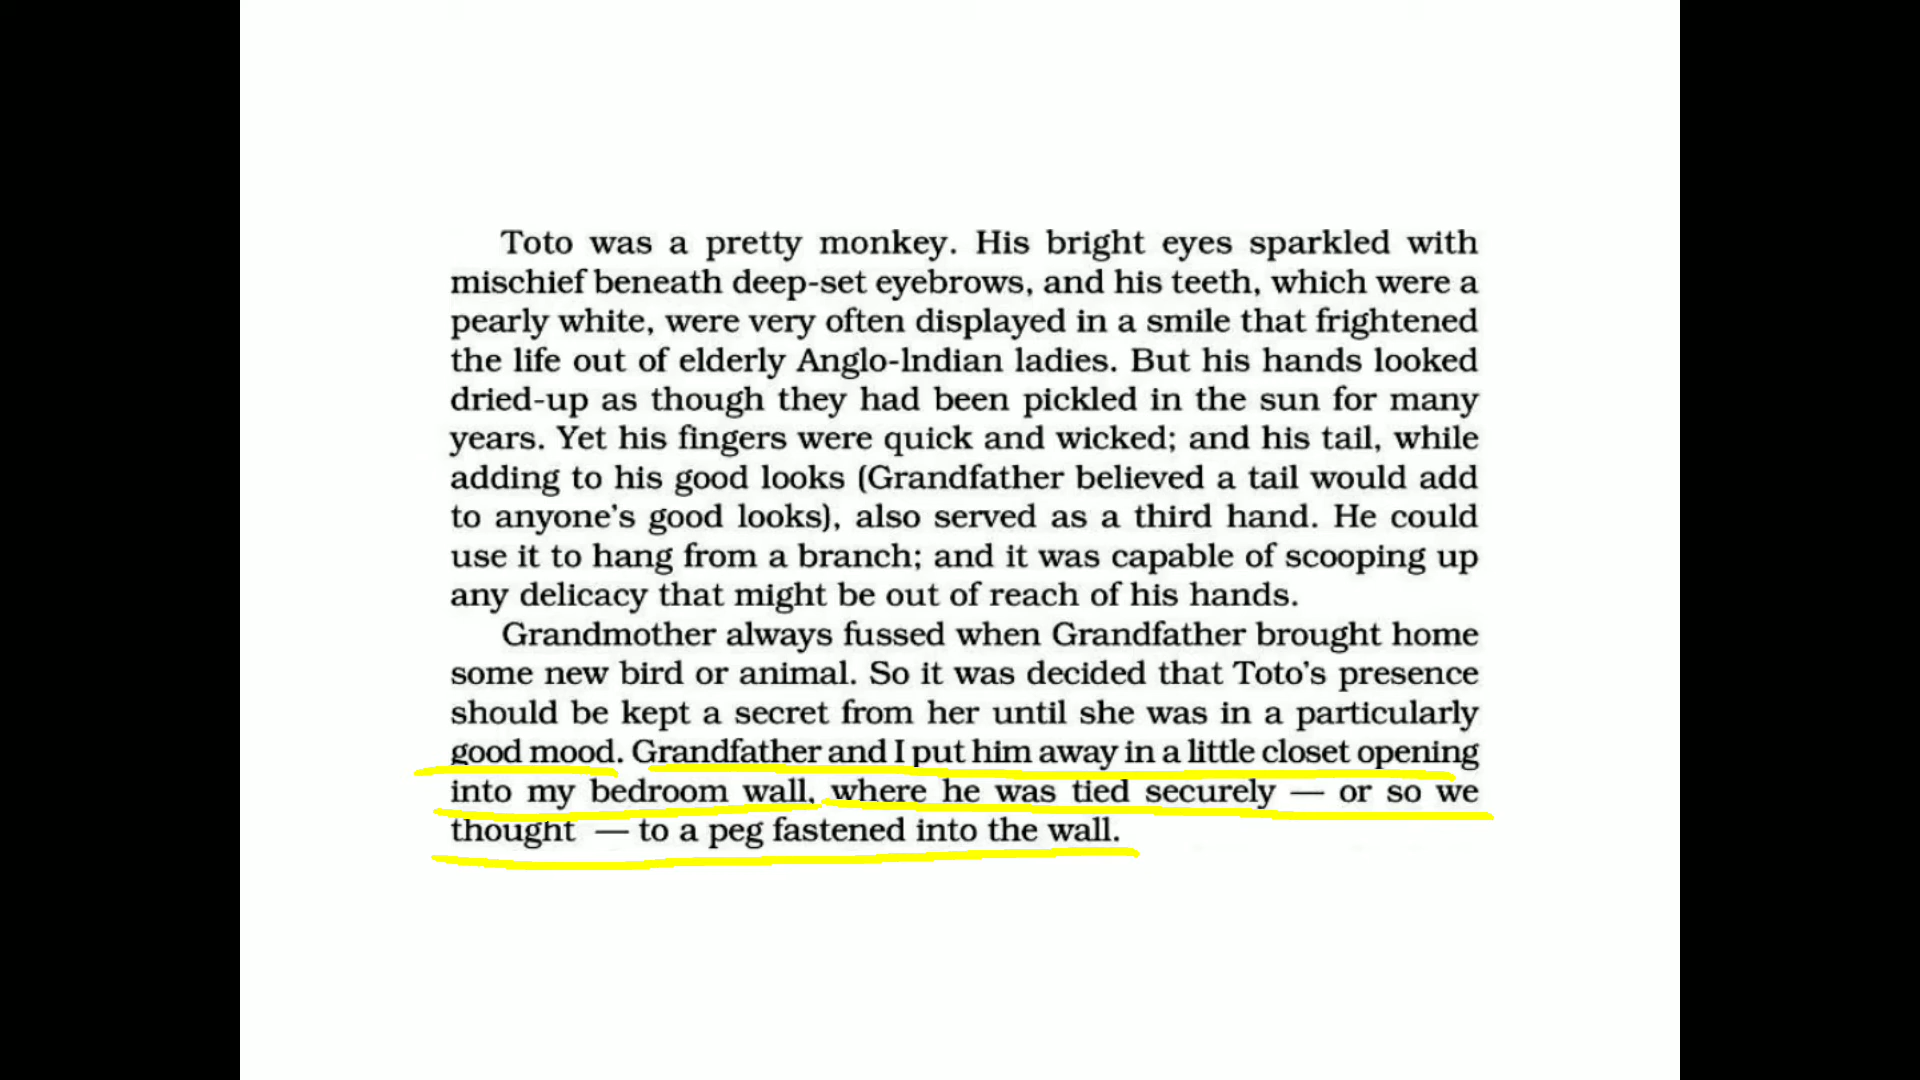 Toto was a pretty monkey. His bright eyes sparkled with
mischief beneath deep-set eyebrows, and his teeth, which were a
pearly white, were very often displayed in a smile that frightened
the life out of elderly Anglo-lndian ladies. But his hands looked
dried-up as though they had been pickled in the sun for many
years. Yet his fingers were quick and wicked; and his tail, while
adding to his good looks (Grandfather believed a tail would add
to anyone's good looks), also served as a third hand. He could
use it to hang from a branch; and it was capable of scooping up
any delicacy that might be out of reach of his hands.
Grandmother always fussed when Grandfather brought home
some new bird or animal. So it was decided that Toto's presence
should be kept a secret from her until she was in a particularly
good mood. Grandfather and I put him away in a little closet opening
into my bedroom wall, where he was tied securely — or so we
thought — to a peg fastened into the wall.